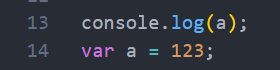 13 console.log(a);
14 var a = 123;